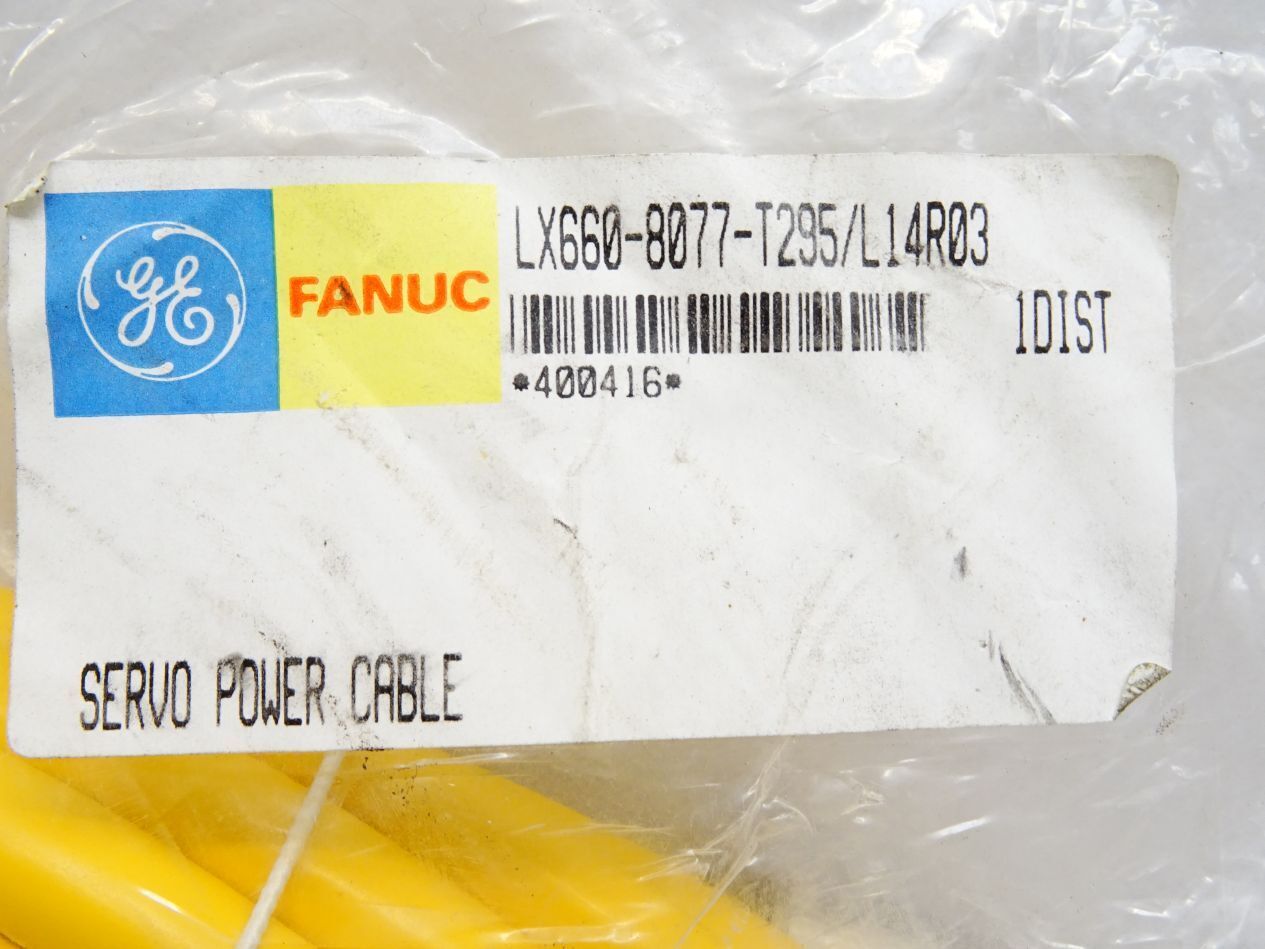 GE
FANUC
LX660-8077-T295/L14R03
1DIST
*400416*
SERVO POWER CABLE